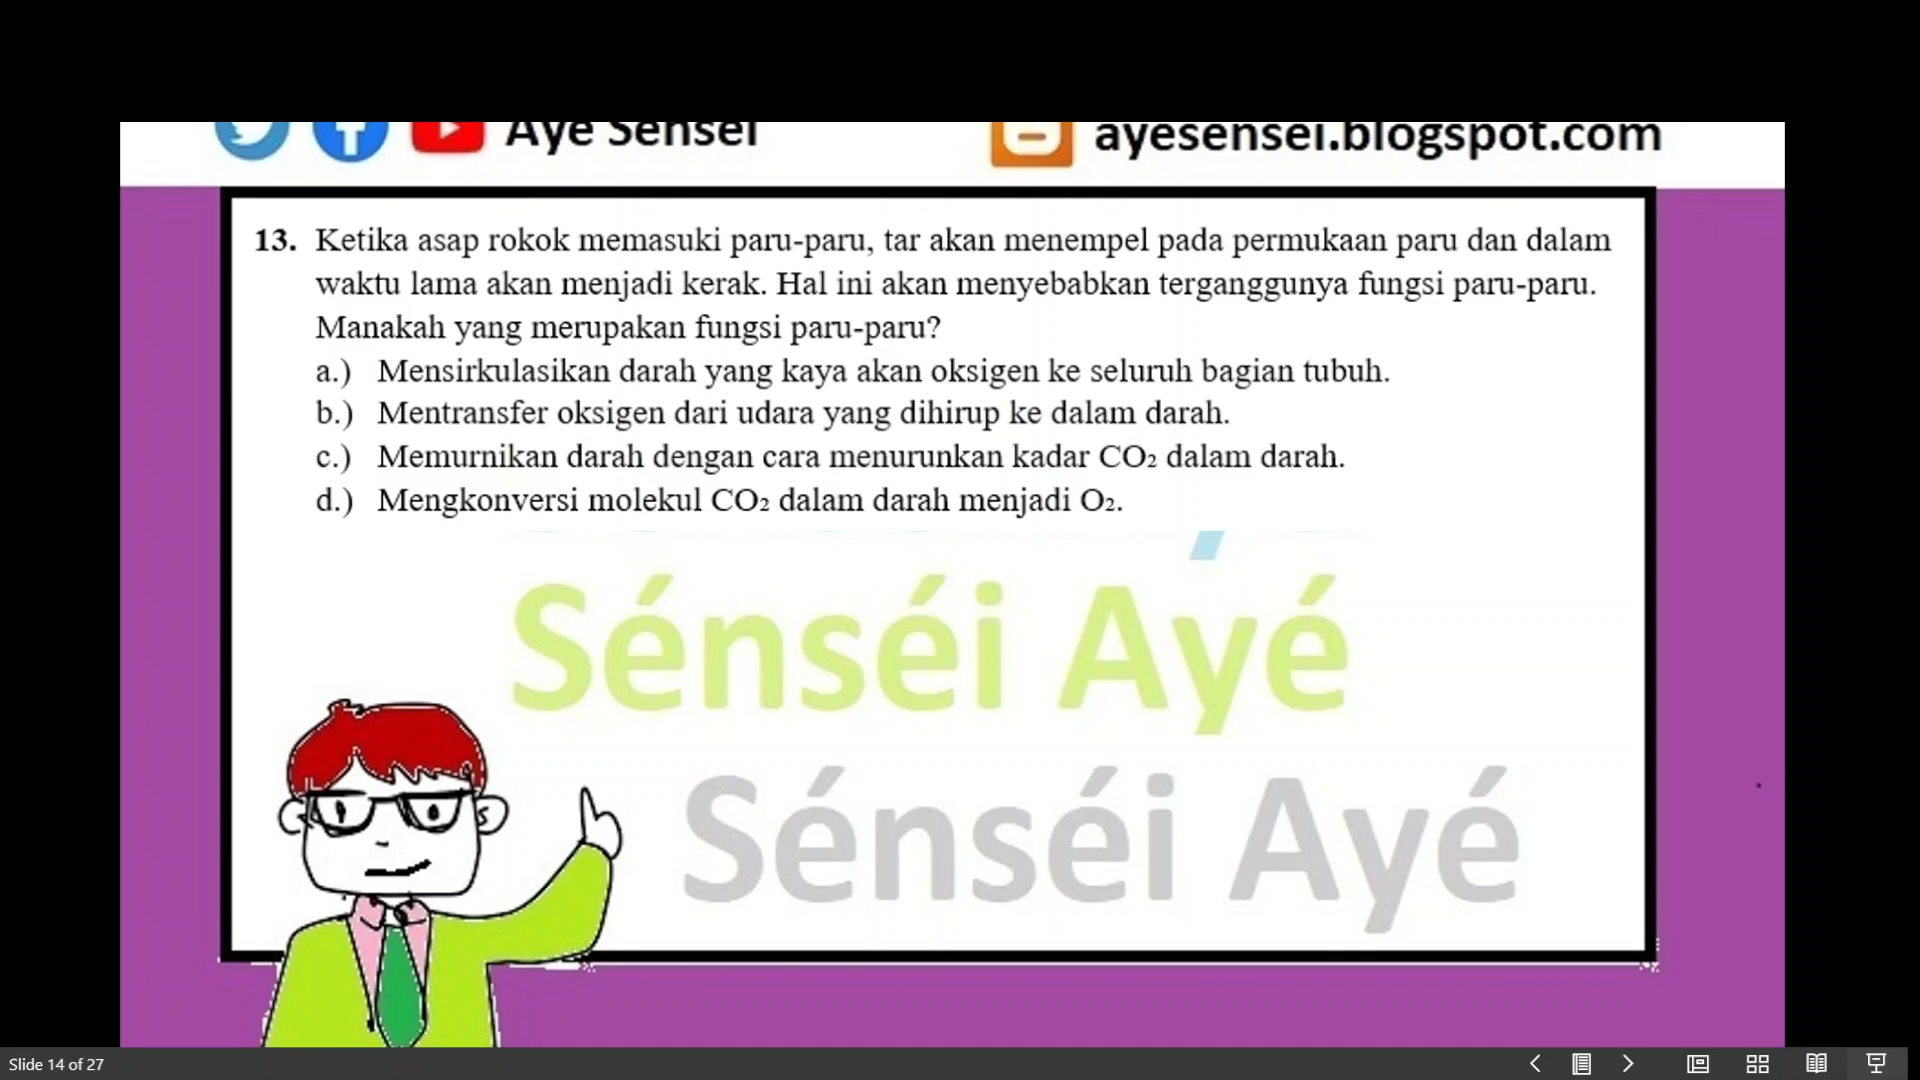 Aye Sensei
ayesensei.blogspot.com
13. Ketika asap rokok memasuki paru-paru, tar akan menempel pada permukaan paru dan dalam
waktu lama akan menjadi kerak. Hal ini akan menyebabkan terganggunya fungsi paru-paru.
Manakah yang merupakan fungsi paru-paru?
a.) Mensirkulasikan darah yang kaya akan oksigen ke seluruh bagian tubuh.
b.) Mentransfer oksigen dari udara yang dihirup ke dalam darah.
c.) Memurnikan darah dengan cara menurunkan kadar CO₂ dalam darah.
d.) Mengkonversi molekul CO₂ dalam darah menjadi O₂.
Sénséi Ayé
Sénséi Ayé
Slide 14 of 27